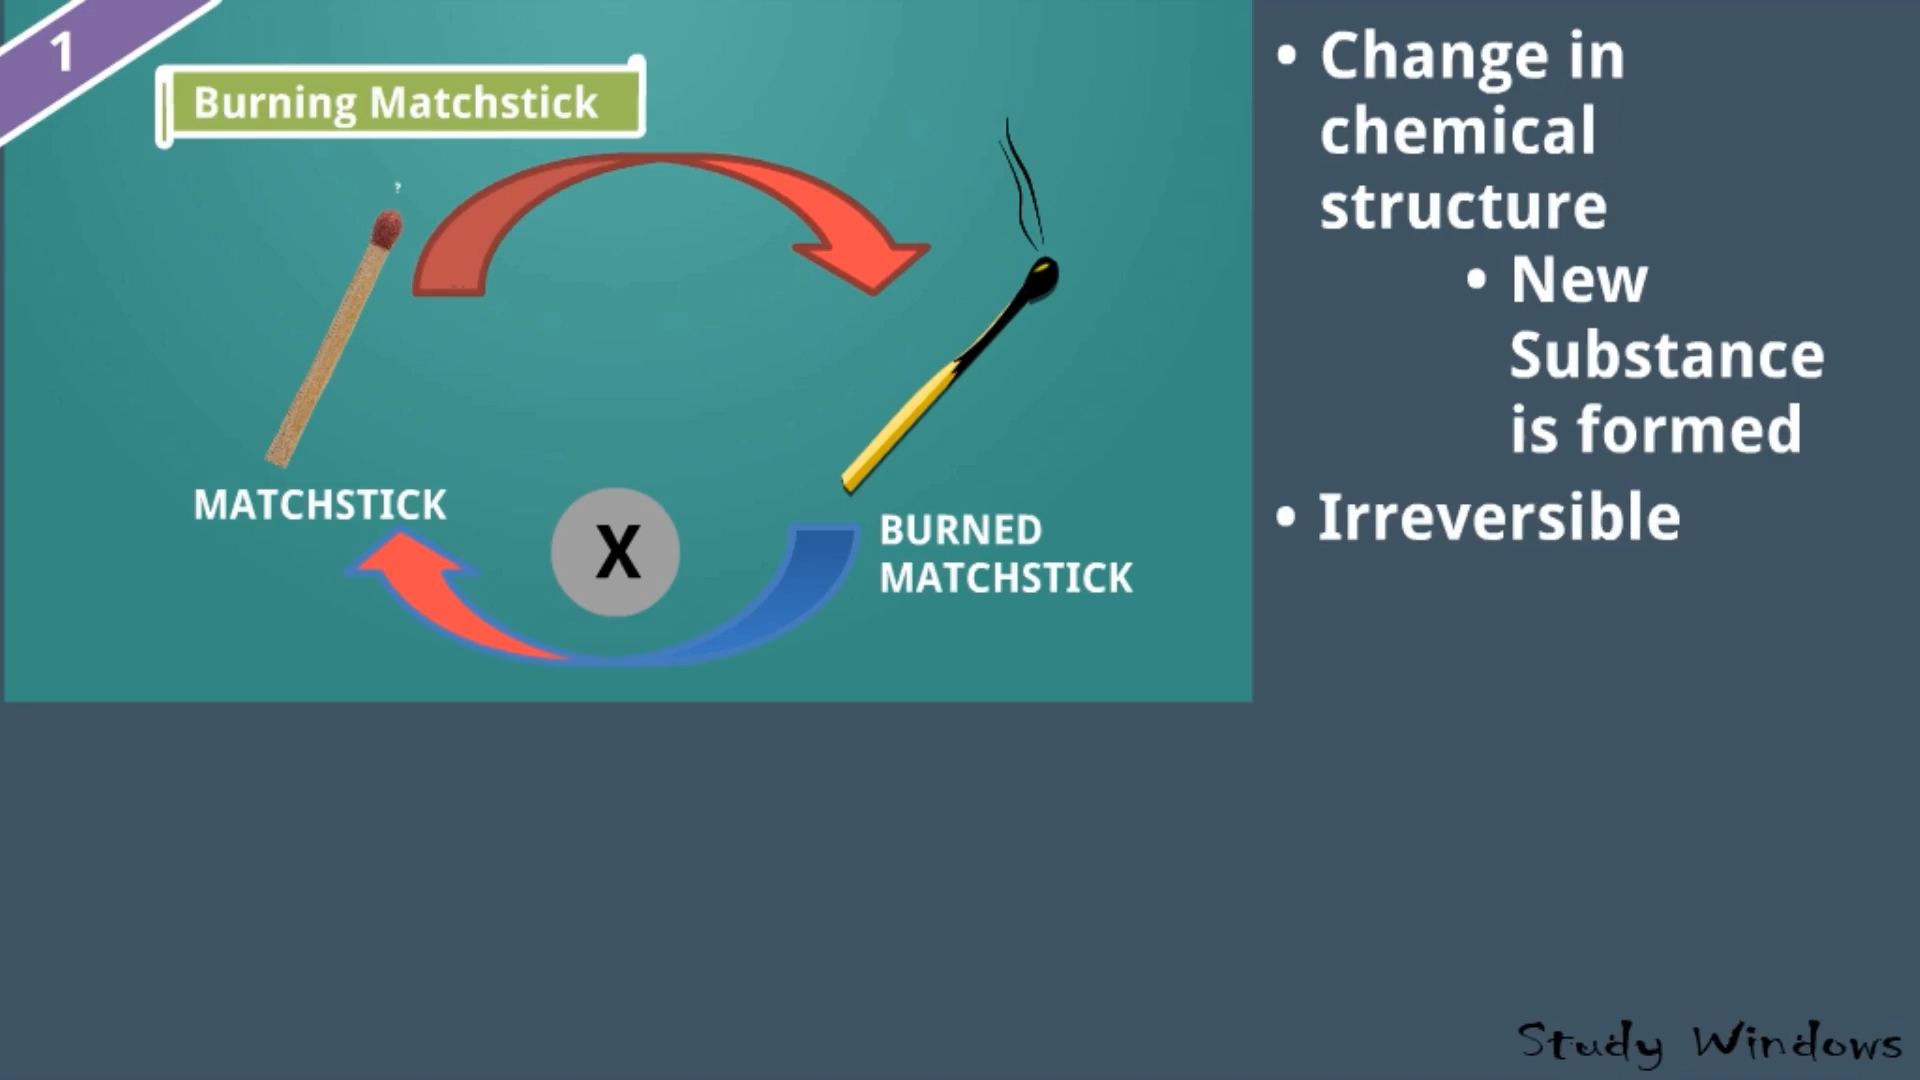 1
Burning Matchstick
?
MATCHSTICK
X
BURNED
MATCHSTICK
• Change in
chemical
structure
• New
Substance
is formed
• Irreversible
Study Windows